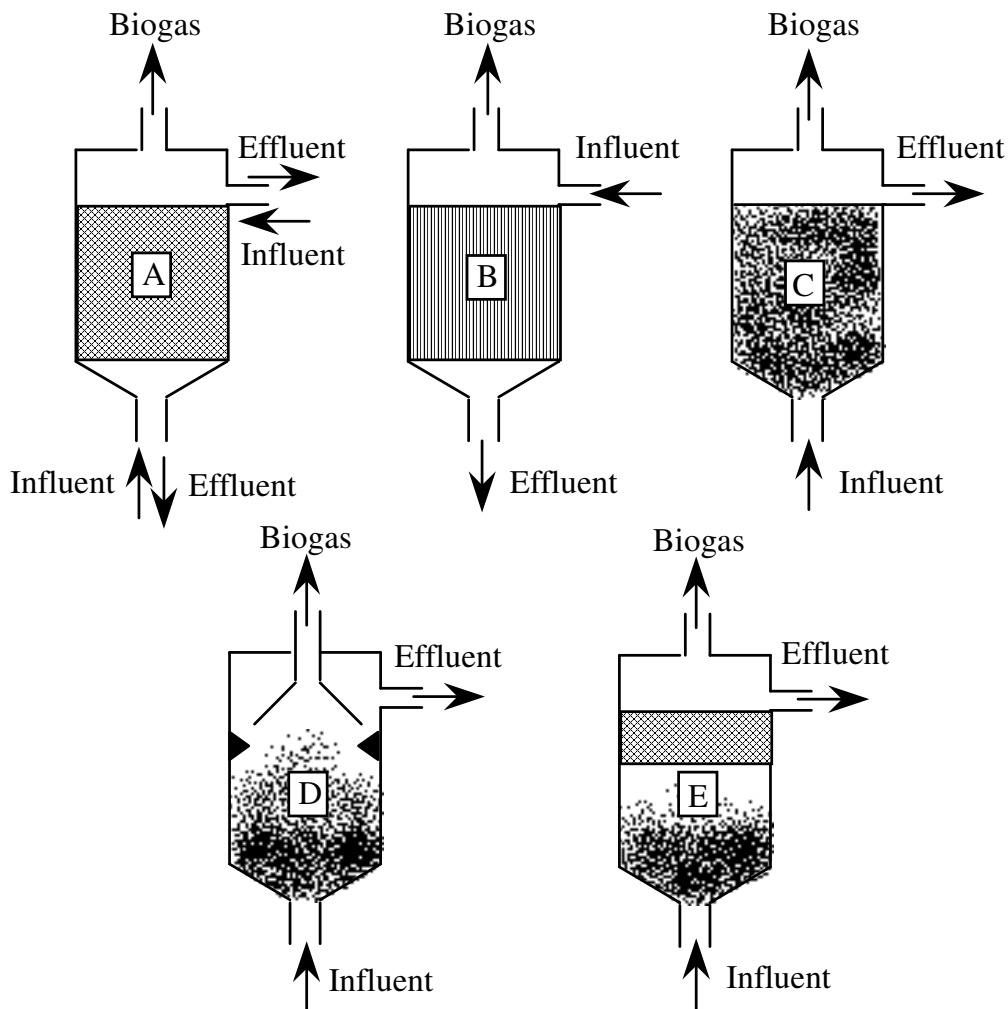 Biogas
Effluent
Influent
A
Influent
Effluent
Biogas
Influent
B
Effluent
Biogas
Effluent
C
Influent
Biogas
Effluent
D
Influent
Biogas
Effluent
E
Influent